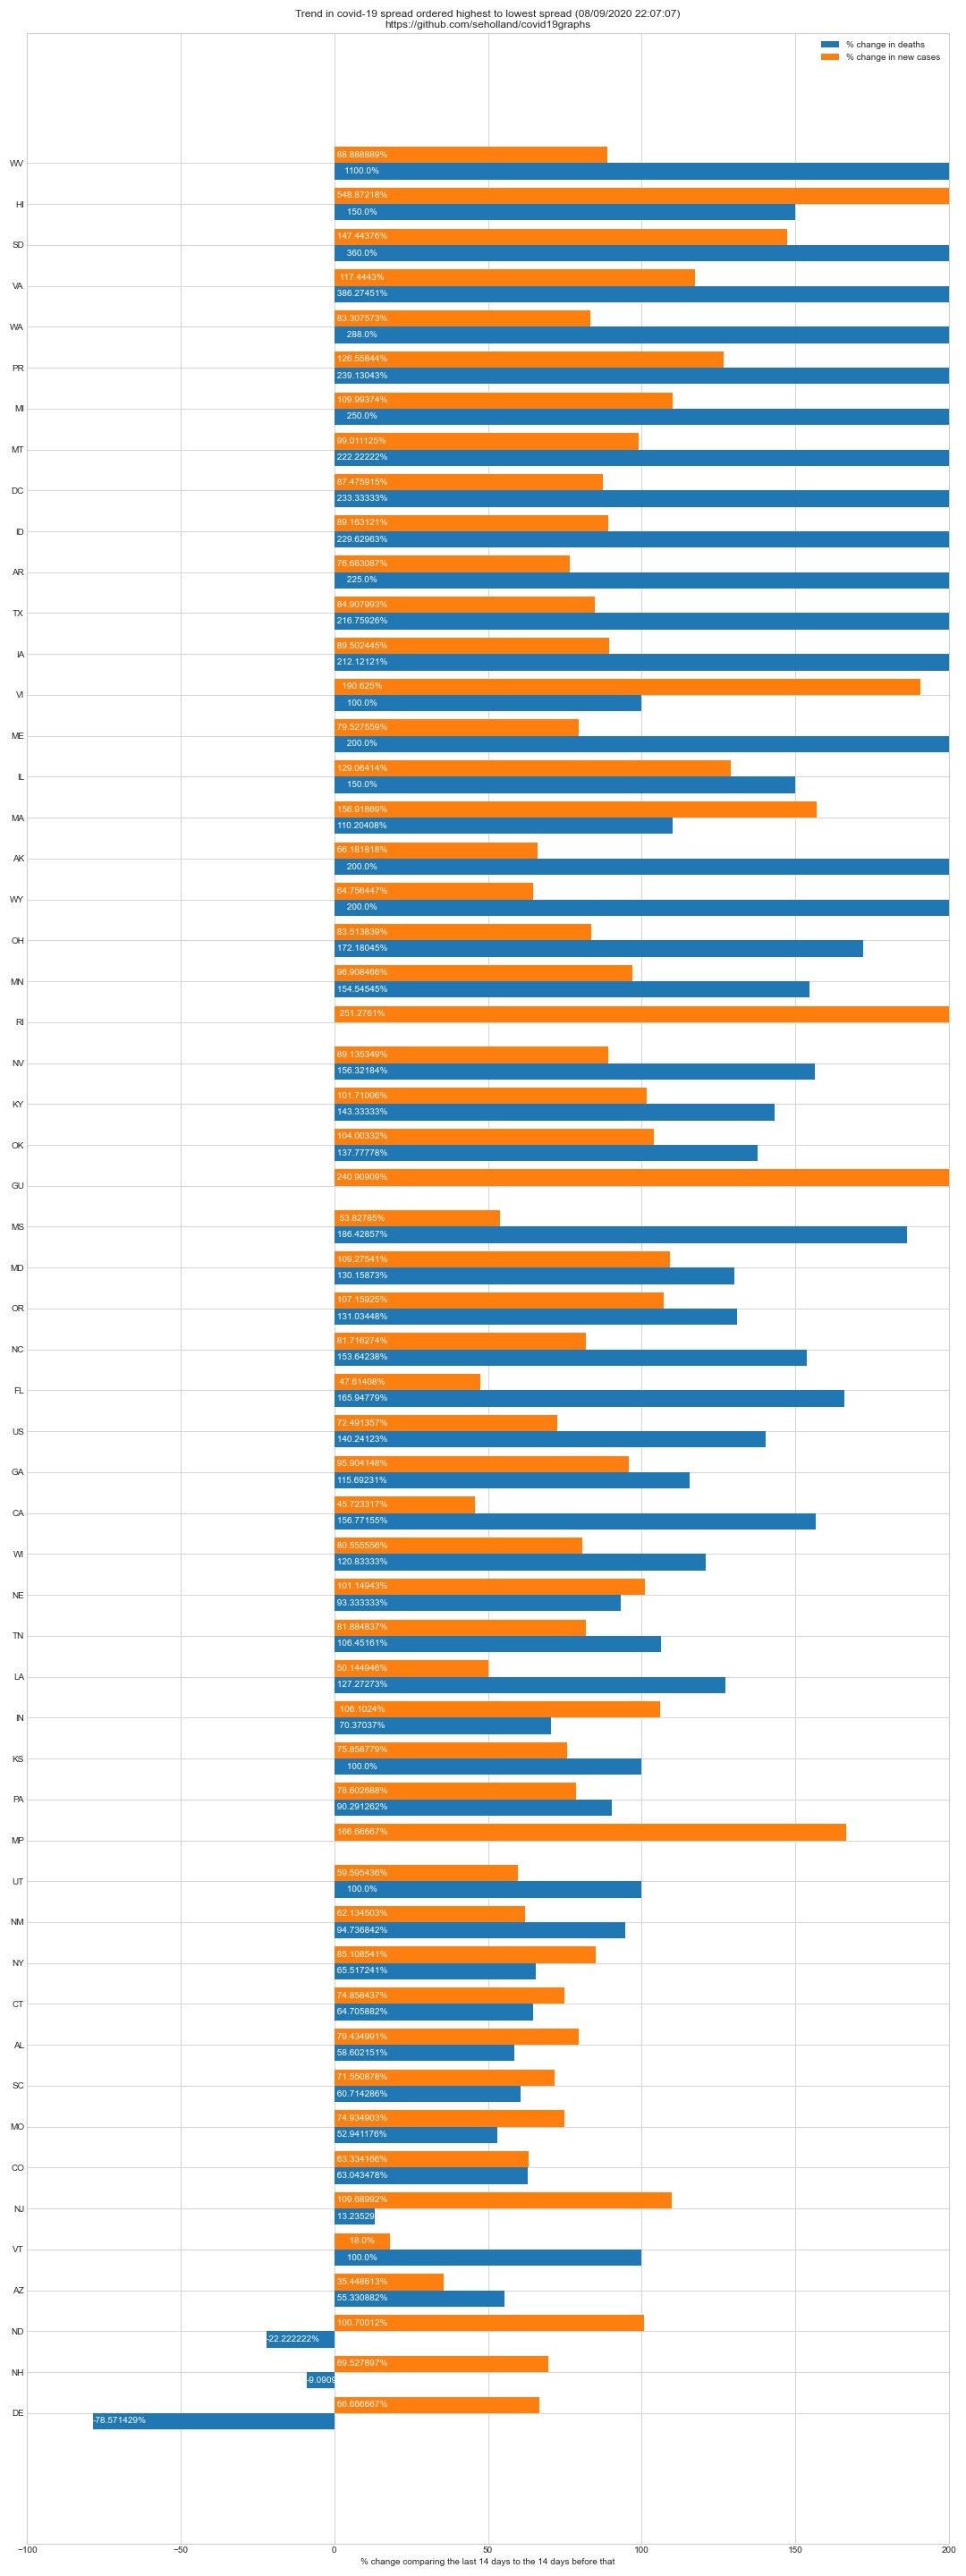 Trend in covid-19 spread ordered highest to lowest spread (08/09/2020 22:07:07)
https://github.com/seholland/covid19graphs
% change in deaths
% change in new cases
88.888889%
WV
1100.0%
548.87218%
HI
150.0%
147.44376%
SD
360.0%
117.4443%
VA
386.27451%
83.307573%
WA
288.0%
126.55844%
PR
239.13043%
109.99374%
MI
250.0%
99.011125%
MT
222.22222%
87.475915%
DC
233.33333%
89.163121%
ID
229.62963%
76.683087%
AR
225.0%
84.907993%
TX
216.75926%
89.502445%
IA
212.12121%
190.625%
VI
100.0%
79.527559%
ME
200.0%
129.06414%
IL
150.0%
156.91869%
MA
110.20408%
66.181818%
AK
200.0%
64.756447%
WY
200.0%
83.513839%
OH
172.18045%
96.908466%
MN
154.54545%
251.2761%
RI
89.135349%
NV
156.32184%
101.71006%
KY
143.33333%
104.00332%
OK
137.77778%
240.90909%
GU
53.82785%
MS
186.42857%
109.27541%
MD
130.15873%
107.15925%
OR
131.03448%
81.716274%
NC
153.64238%
47.61408%
FL
165.94779%
72.491357%
US
140.24123%
95.904148%
GA
115.69231%
45.723317%
CA
156.77155%
80.555556%
WI
120.83333%
101.14943%
NE
93.333333%
81.884837%
TN
106.45161%
50.144946%
LA
127.27273%
106.1024%
IN
70.37037%
75.858779%
KS
100.0%
78.602688%
PA
90.291262%
166.66667%
MP
59.595436%
UT
100.0%
62.134503%
NM
94.736842%
85.108541%
NY
65.517241%
74.858437%
CT
64.705882%
79.434991%
AL
58.602151%
71.550878%
SC
60.714286%
74.934903%
MO
52.941176%
63.334166%
CO
63.043478%
109.68992%
NJ
13.23529
18.0%
VT
100.0%
35.448613%
AZ
55.330882%
100.70012%
ND
-22.222222%
69.527897%
NH
-9.0909
66.666667%
DE
-78.571429%
−100 −50 0 50 100 150 200
% change comparing the last 14 days to the 14 days before that